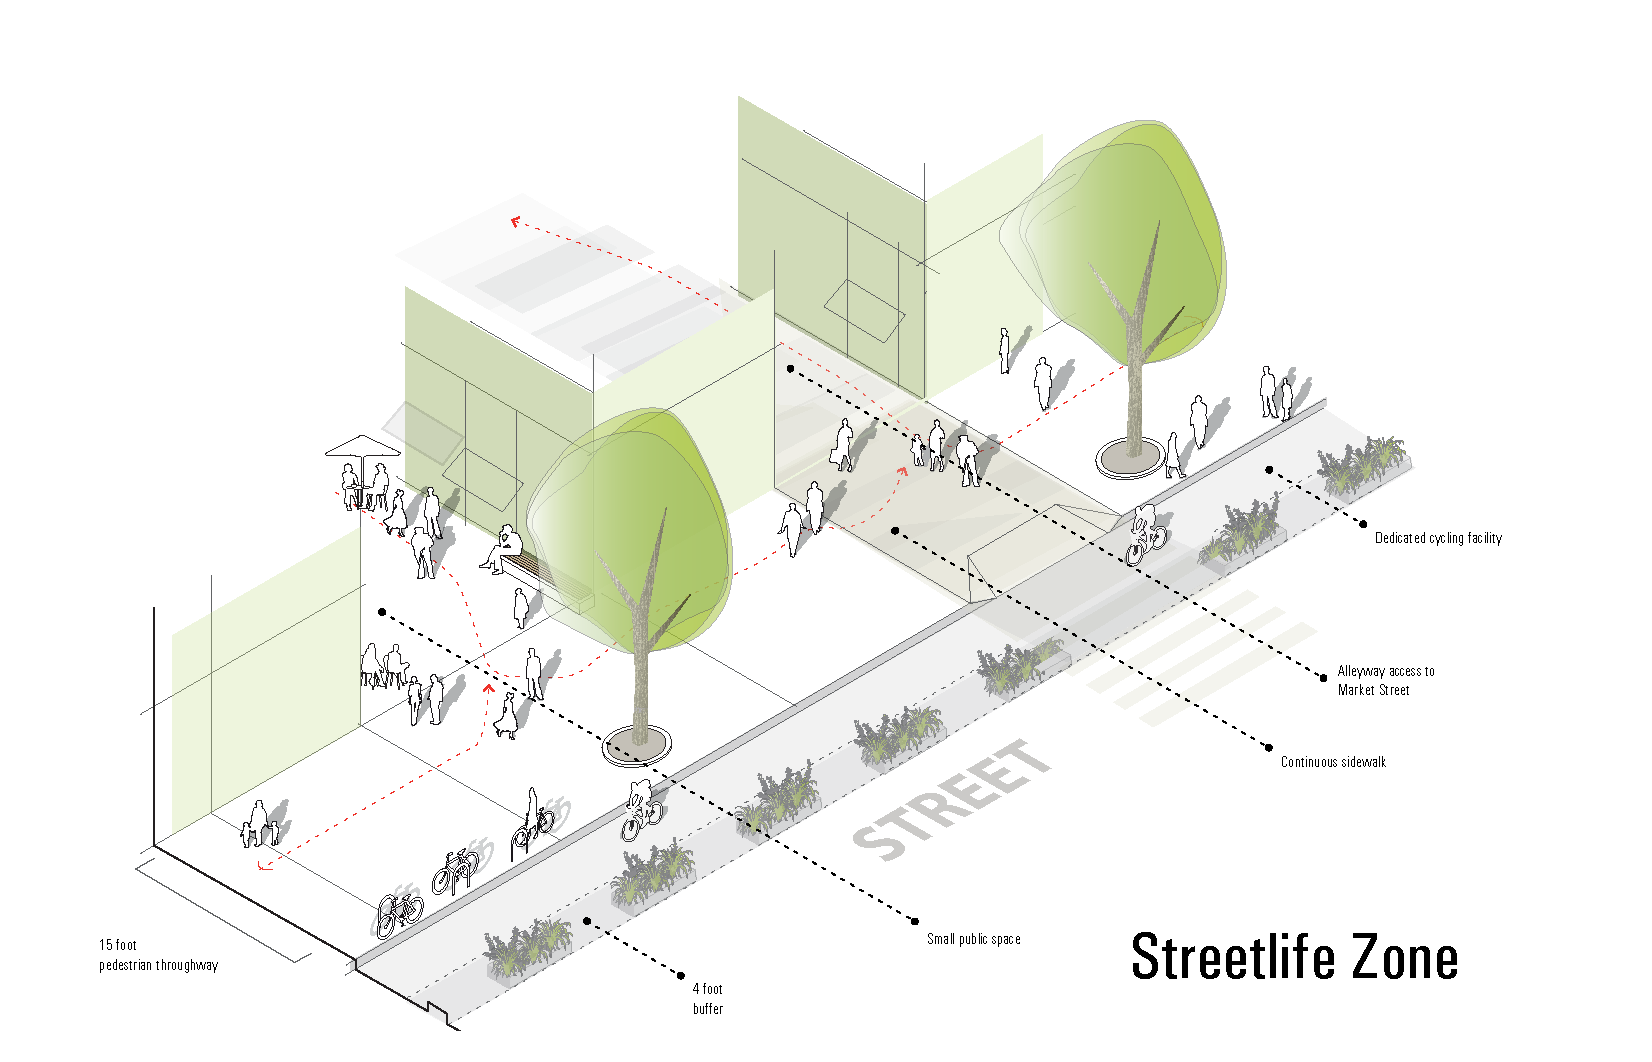 Dedicated cycling facility
Alleyway access to
Market Street
Continuous sidewalk
STREET
Small public space
15 foot
pedestrian throughway
4 foot
buffer
Streetlife Zone